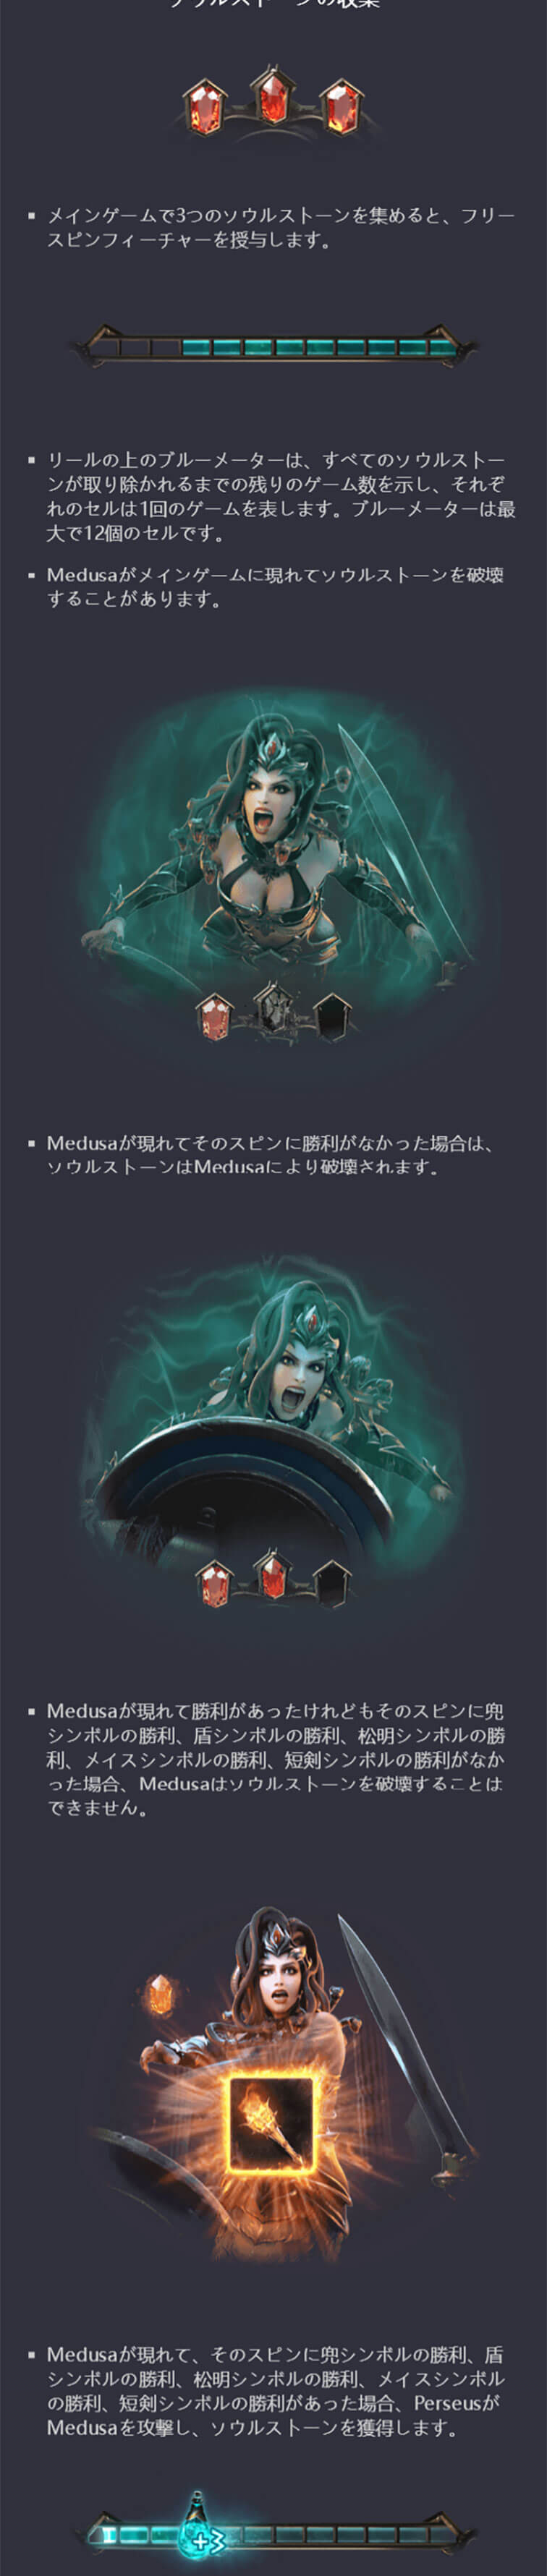 ソウルストーンの収集
メインゲームで3つのソウルストーンを集めると、フリー
スピンフィーチャーを授与します。
リールの上のブルーメーターは、すべてのソウルストー
ンが取り除かれるまでの残りのゲーム数を示し、それぞ
れのセルは1回のゲームを表します。ブルーメーターは最
大で12個のセルです。
Medusaがメインゲームに現れてソウルストーンを破壊
することがあります。
Medusaが現れてそのスピンに勝利がなかった場合は、
ソウルストーンはMedusaにより破壊されます。
Medusaが現れて勝利があったけれどもそのスピンに兜
シンボルの勝利、盾シンボルの勝利、松明シンボルの勝
利、メイスシンボルの勝利、短剣シンボルの勝利がなか
った場合、Medusaはソウルストーンを破壊することは
できません。
Medusaが現れて、そのスピンに兜シンボルの勝利、盾
シンボルの勝利、松明シンボルの勝利、メイスシンボル
の勝利、短剣シンボルの勝利があった場合、Perseusが
Medusaを攻撃し、ソウルストーンを獲得します。
+3